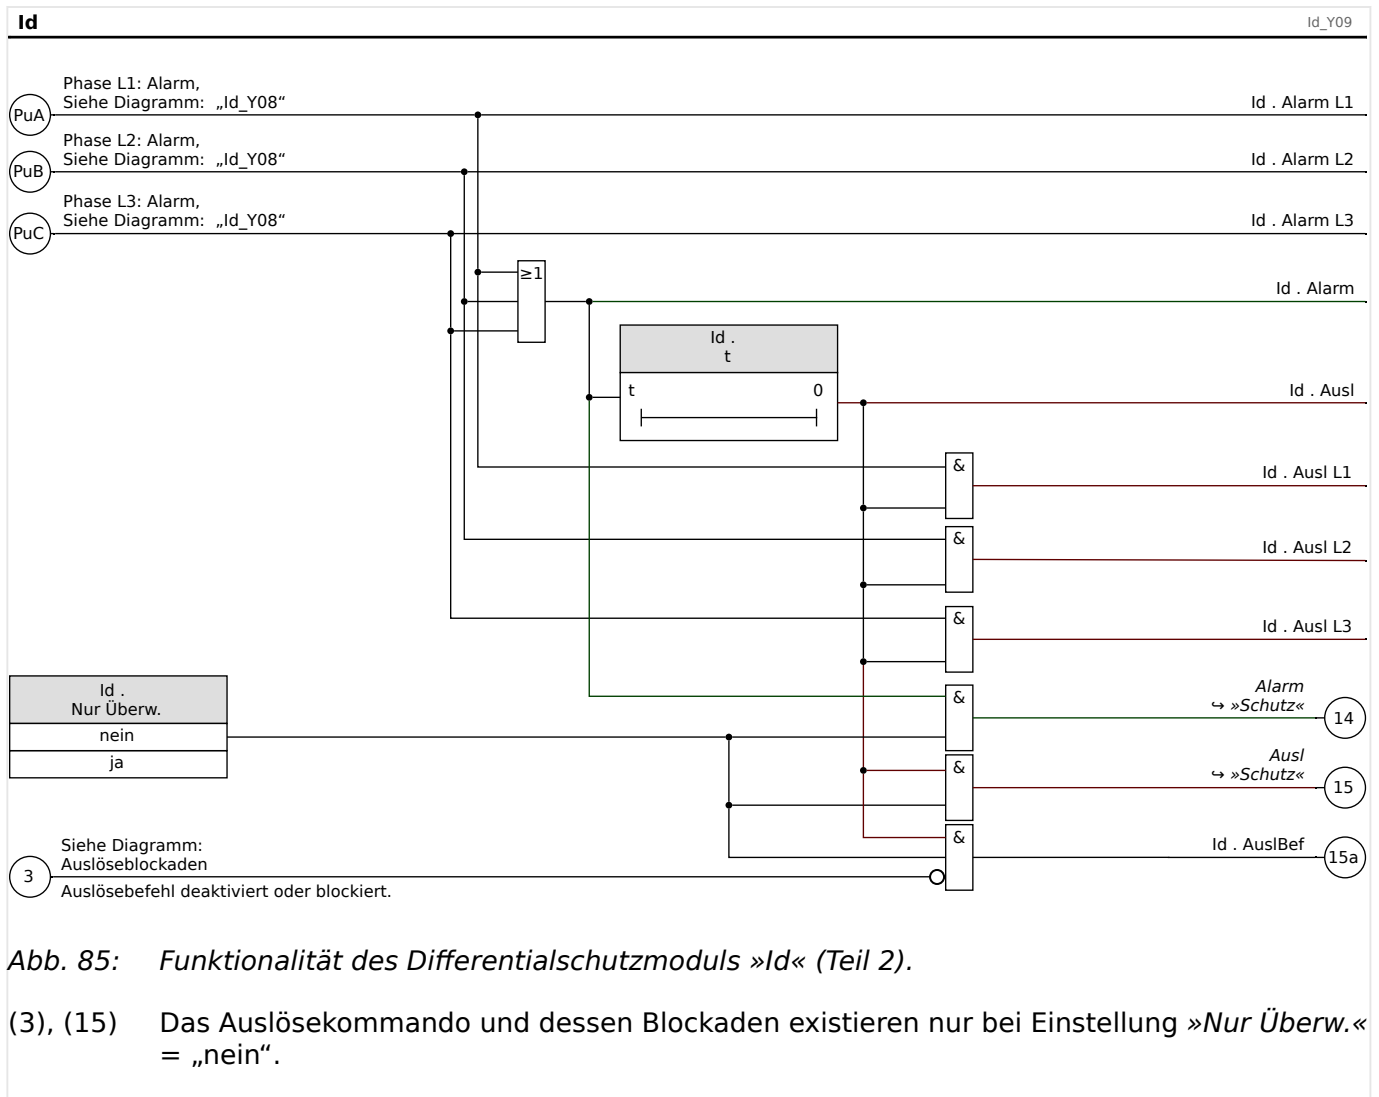 Id
Id_Y09
Phase L1: Alarm,
Siehe Diagramm: „Id_Y08“
PuA
Id . Alarm L1
Phase L2: Alarm,
Siehe Diagramm: „Id_Y08“
PuB
Id . Alarm L2
Phase L3: Alarm,
Siehe Diagramm: „Id_Y08“
PuC
Id . Alarm L3
≥1
Id . Alarm
Id .
t
t
0
Id . Ausl
&
Id . Ausl L1
&
Id . Ausl L2
&
Id . Ausl L3
Id .
Nur Überw.
nein
ja
&
Alarm
↪ »Schutz«
14
&
Ausl
↪ »Schutz«
15
&
Id . AuslBef
15a
Siehe Diagramm:
Auslöseblockaden
3
Auslösebefehl deaktiviert oder blockiert.
Abb. 85: Funktionalität des Differentialschutzmoduls »Id« (Teil 2).
(3), (15) Das Auslösekommando und dessen Blockaden existieren nur bei Einstellung »Nur Überw.«
= „nein“.